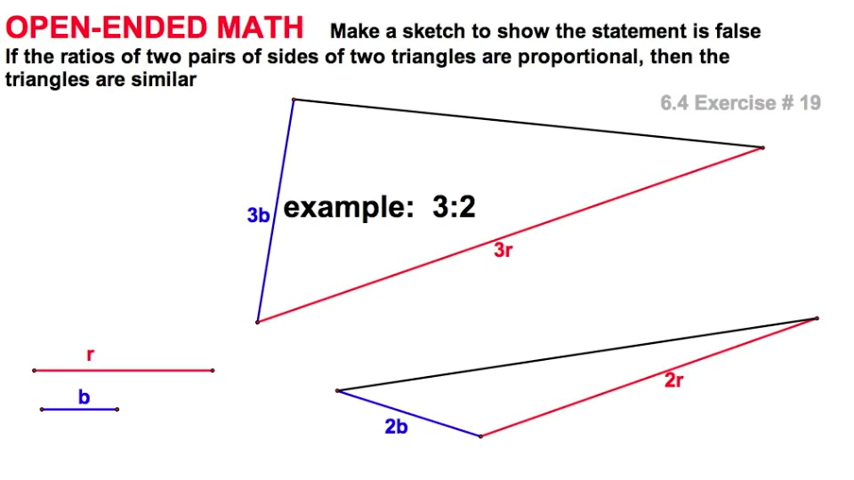 OPEN-ENDED MATH Make a sketch to show the statement is false
If the ratios of two pairs of sides of two triangles are proportional, then the
triangles are similar
6.4 Exercise # 19
3b
example: 3:2
3r
r
b
2r
2b